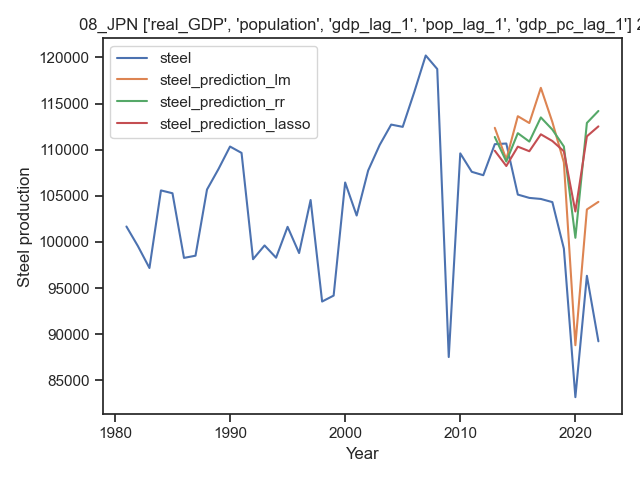 08_JPN ['real_GDP', 'population', 'gdp_lag_1', 'pop_lag_1', 'gdp_pc_lag_1'] 2
steel
steel_prediction_lm
steel_prediction_rr
steel_prediction_lasso
120000
115000
110000
105000
100000
95000
90000
85000
Steel production
1980
1990
2000
2010
2020
Year